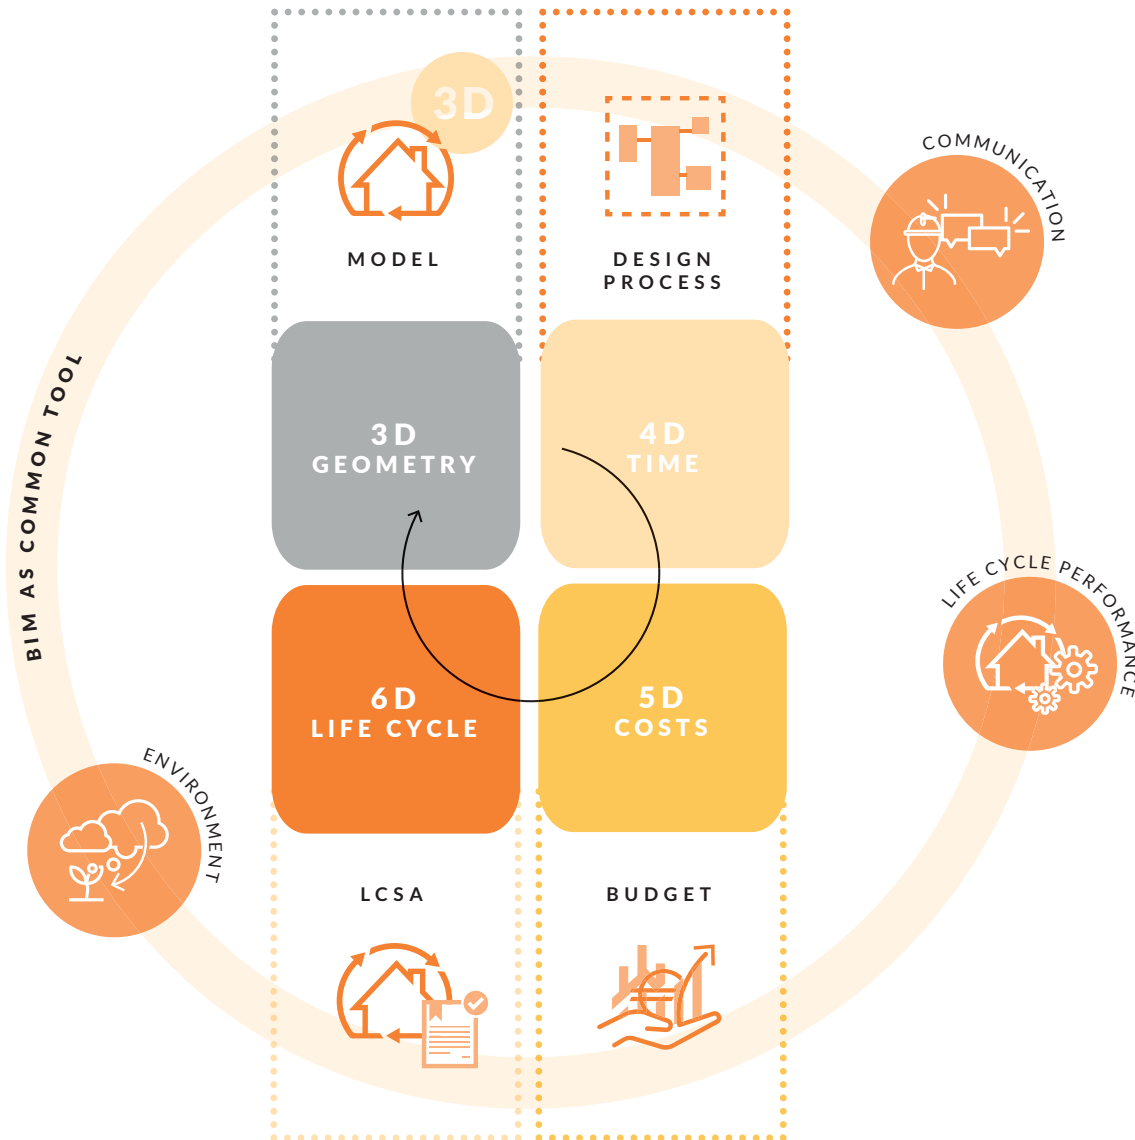 3D
MODEL
DESIGN
PROCESS
COMMUNICATION
BIM AS COMMON TOOL
3D
GEOMETRY
4D
TIME
LIFE CYCLE PERFORMANCE
6D
LIFE CYCLE
5D
COSTS
ENVIRONMENT
LCSA
BUDGET